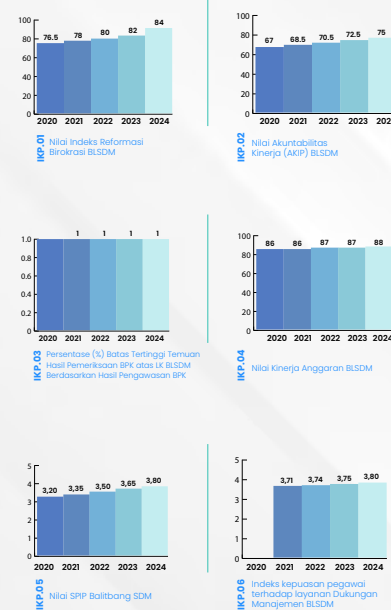 100
80
60
40
20
0
76.5 78 80 82 84
2020 2021 2022 2023 2024
IKP.01
Nilai Indeks Reformasi
Birokrasi BLSDM
100
80
60
40
20
0
67 68.5 70.5 72.5 75
2020 2021 2022 2023 202
IKP.02
Nilai Akuntabilitas
Kinerja (AKIP) BLSDM
1.0
0.8
0.6
0.4
0.2
0
1 1 1 1
2020 2021 2022 2023 2024
IKP.03
Persentase (%) Batas Tertinggi Temuan
Hasil Pemeriksaan BPK atas LK BLSDM
Berdasarkan Hasil Pengawasan BPK
100
80
60
40
20
0
86 86 87 87 88
2020 2021 2022 2023 2024
IKP.04
Nilai Kinerja Anggaran BLSDM
5
4
3
2
1
0
3,20 3,35 3,50 3,65 3,80
2020 2021 2022 2023 2024
IKP.05
Nilai SPIP Balitbang SDM
5
4
3
2
1
0
3,71 3,74 3,75 3,80
2020 2021 2022 2023 2024
IKP.06
Indeks kepuasan pegawai
terhadap layanan Dukungan
Manajemen BLSDM